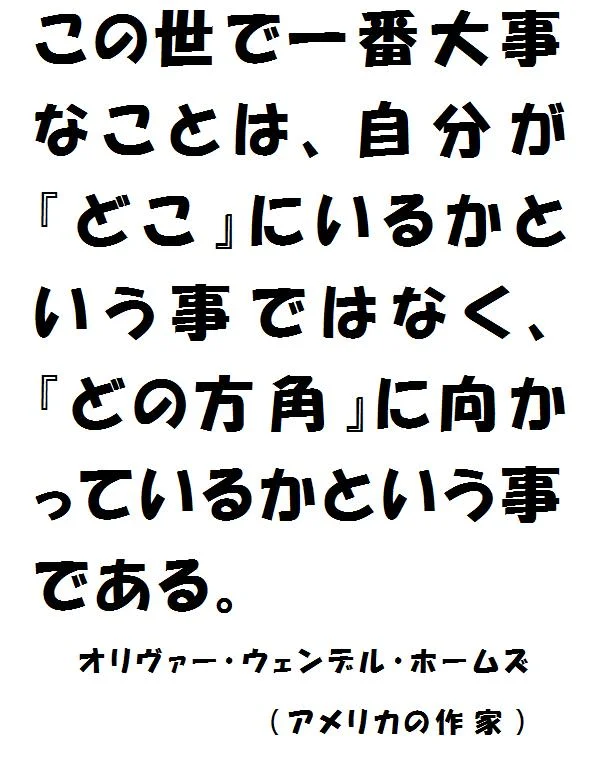 この世で一番大事
なことは、自分が
『どこ』にいるかと
いう事ではなく、
『どの方角』に向か
っているかという事
である。
オリヴァー・ウェンデル・ホームズ
(アメリカの作家)